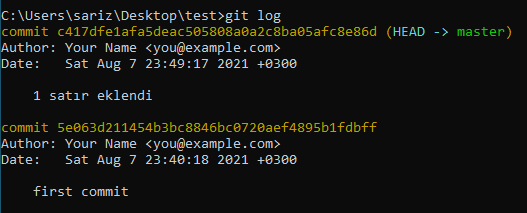 C:\Users\sariz\Desktop\test>git log
commit c417dfe1afa5deac505808a0a2c8ba05afc8e86d (HEAD -> master)
Author: Your Name <you@example.com>
Date:   Sat Aug 7 23:49:17 2021 +0300
    1 satır eklendi
commit 5e063d211454b3bc8846bc0720aef4895b1fdbff
Author: Your Name <you@example.com>
Date:   Sat Aug 7 23:40:18 2021 +0300
    first commit